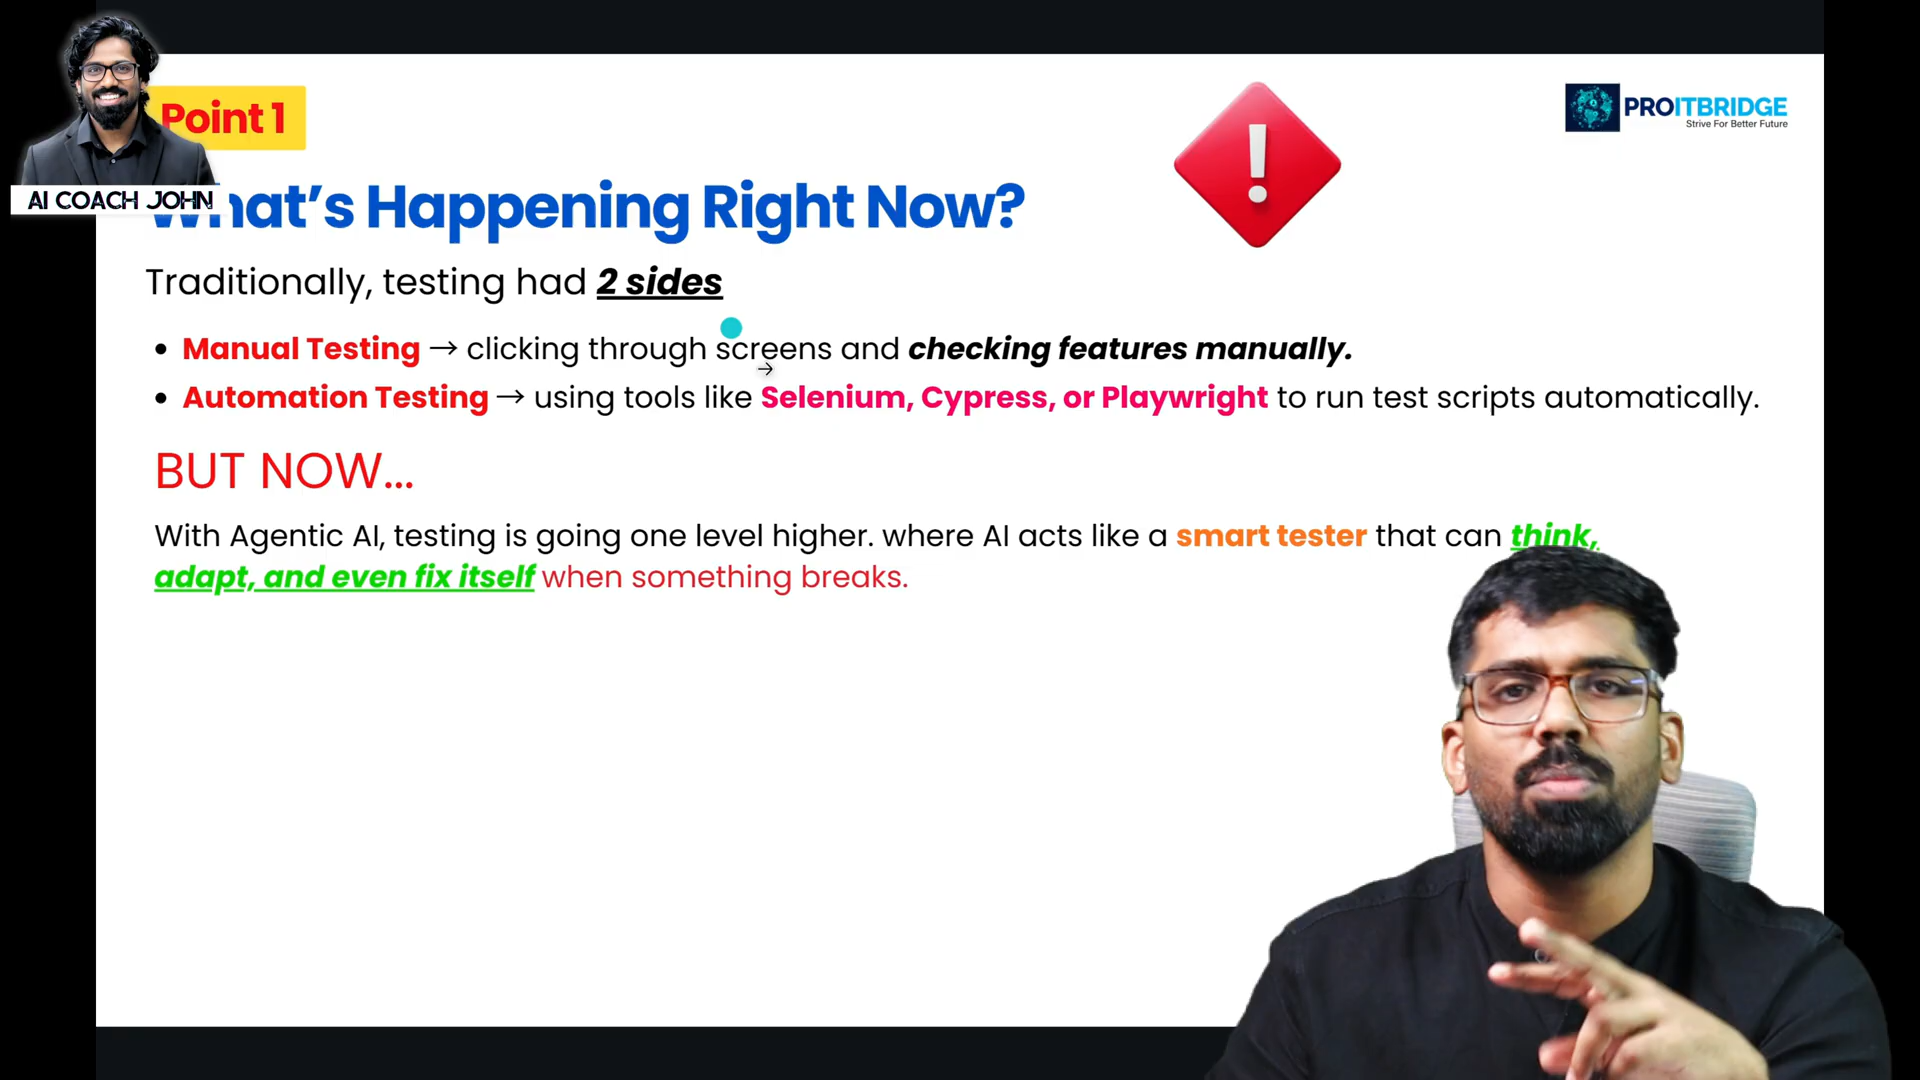 Point 1
PROITBRIDGE
Strive For Better Future
AI COACH JOHN
What's Happening Right Now?
Traditionally, testing had 2 sides
• Manual Testing → clicking through screens and checking features manually.
→
• Automation Testing → using tools like Selenium, Cypress, or Playwright to run test scripts automatically.
BUT NOW...
With Agentic AI, testing is going one level higher. where AI acts like a smart tester that can think,
adapt, and even fix itself when something breaks.